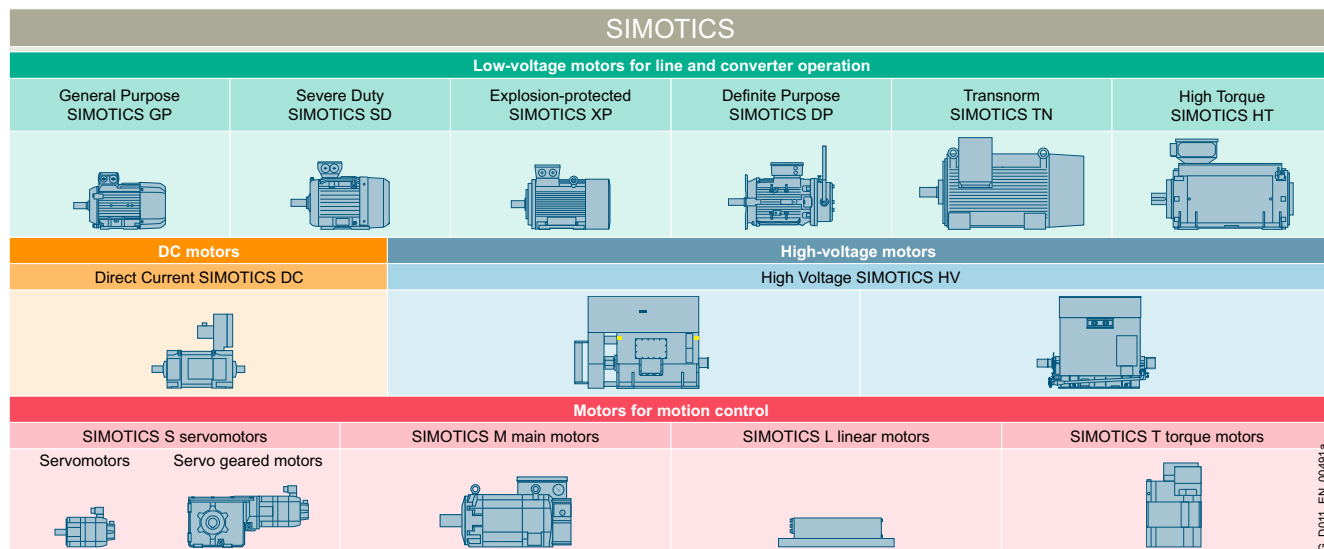 SIMOTICS
Low-voltage motors for line and converter operation
General Purpose
SIMOTICS GP
Severe Duty
SIMOTICS SD
Explosion-protected
SIMOTICS XP
Definite Purpose
SIMOTICS DP
Transnorm
SIMOTICS TN
High Torque
SIMOTICS HT
DC motors
High-voltage motors
Direct Current SIMOTICS DC
High Voltage SIMOTICS HV
Motors for motion control
SIMOTICS S servomotors
SIMOTICS M main motors
SIMOTICS L linear motors
SIMOTICS T torque motors
Servomotors
Servo geared motors
G_D011_EN_00491a